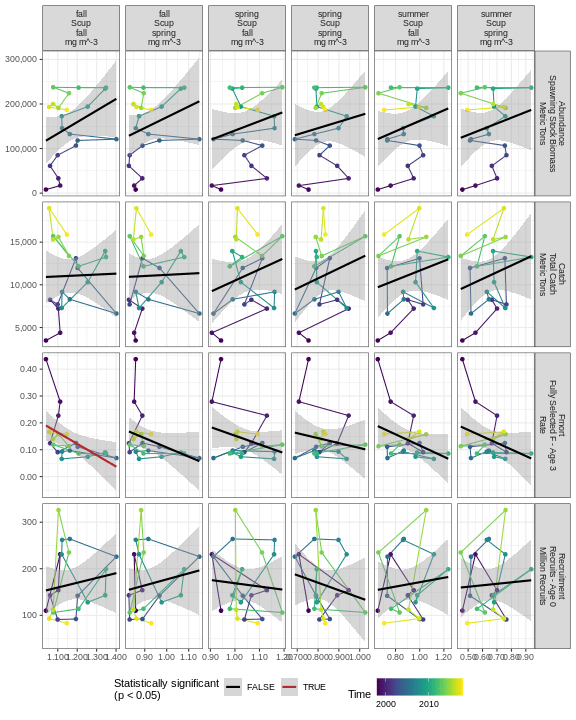 fall fall spring spring summer summer
Scup Scup Scup Scup Scup Scup
fall spring fall spring fall spring
mg m^-3 mg m^-3 mg m^-3 mg m^-3 mg m^-3 mg m^-3
300,000
200,000
100,000
0
Abundance
Spawning Stock Biomass
Metric Tons
15,000
10,000
5,000
Catch
Total Catch
Metric Tons
0.40
0.30
0.20
0.10
0.00
Fmort
Fully Selected F - Age 3
Rate
300
200
100
Recruitment
Recruits - Age 0
Million Recruits
1.100 1.200 1.300 1.400 0.90 1.00 1.10 0.90 1.00 1.10 1.20 0.700 0.800 0.900 1.000 0.80 1.00 1.20 0.50 0.60 0.70 0.80 0.90
Statistically significant
(p < 0.05)
FALSE TRUE
Time
2000 2010